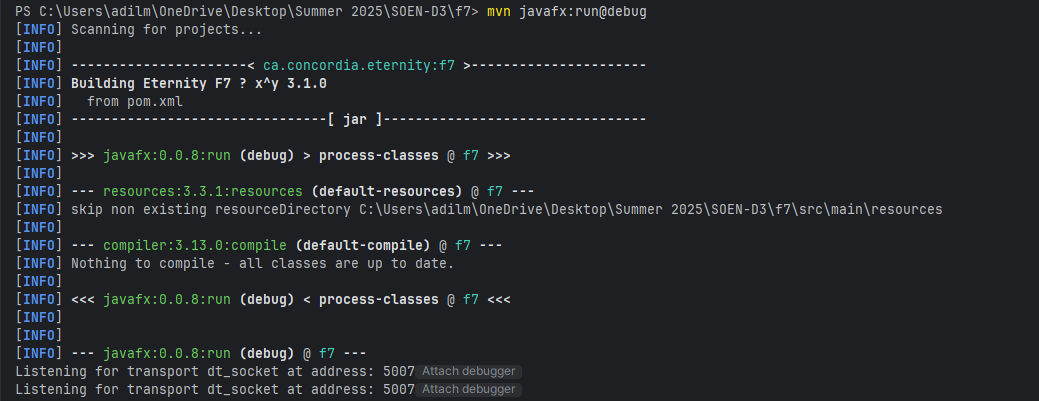 PS C:\Users\adilm\OneDrive\Desktop\Summer 2025\SOEN-D3\f7> mvn javafx:run@debug
[INFO] Scanning for projects...
[INFO]
[INFO] ----------------------< ca.concordia.eternity:f7 >----------------------
[INFO] Building Eternity F7 ? x^y 3.1.0
[INFO]   from pom.xml
[INFO] --------------------------------[ jar ]---------------------------------
[INFO]
[INFO] >>> javafx:0.0.8:run (debug) > process-classes @ f7 >>>
[INFO]
[INFO] --- resources:3.3.1:resources (default-resources) @ f7 ---
[INFO] skip non existing resourceDirectory C:\Users\adilm\OneDrive\Desktop\Summer 2025\SOEN-D3\f7\src\main\resources
[INFO]
[INFO] --- compiler:3.13.0:compile (default-compile) @ f7 ---
[INFO] Nothing to compile - all classes are up to date.
[INFO]
[INFO] <<< javafx:0.0.8:run (debug) < process-classes @ f7 <<<
[INFO]
[INFO]
[INFO] --- javafx:0.0.8:run (debug) @ f7 ---
Listening for transport dt_socket at address: 5007 Attach debugger
Listening for transport dt_socket at address: 5007 Attach debugger